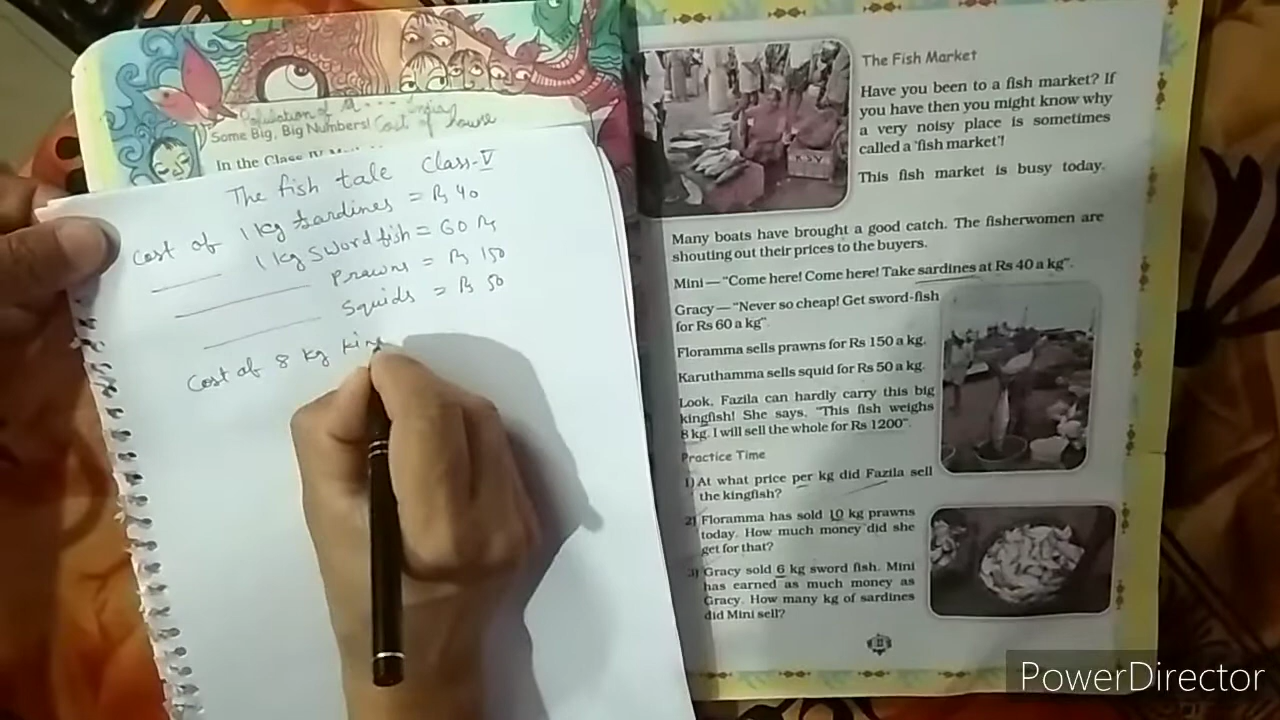 Population of
India
Some Big, Big Numbers! Cost of house
In the Class IV
The fish tale Class-V
Cost of 1 kg sardines = Rs 40
1 kg Sword fish = 60 Rs
Prawns = Rs 150
Squids = Rs 50
Cost of 8 kg kin
The Fish Market
Have you been to a fish market? If
you have then you might know why
a very noisy place is sometimes
called a 'fish market'!
This fish market is busy today.
Many boats have brought a good catch. The fisherwomen are
shouting out their prices to the buyers.
Mini — "Come here! Come here! Take sardines at Rs 40 a kg".
Gracy — "Never so cheap! Get sword-fish
for Rs 60 a kg".
Floramma sells prawns for Rs 150 a kg.
Karuthamma sells squid for Rs 50 a kg.
Look, Fazila can hardly carry this big
kingfish! She says, "This fish weighs
8 kg. I will sell the whole for Rs 1200".
Practice Time
1) At what price per kg did Fazila sell
the kingfish?
2) Floramma has sold 10 kg prawns
today. How much money did she
get for that?
3) Gracy sold 6 kg sword fish. Mini
has earned as much money as
Gracy. How many kg of sardines
did Mini sell?
PowerDirector